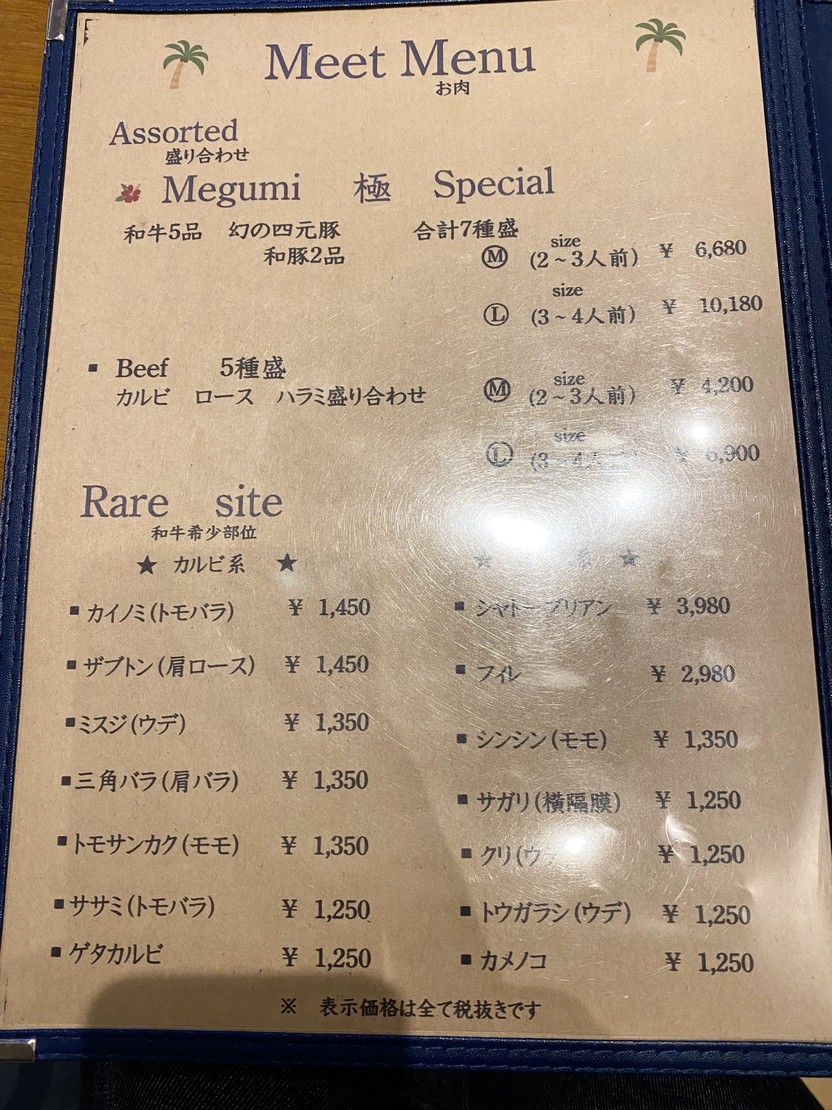 Meet Menu
お肉
Assorted
盛り合わせ
Megumi 極 Special
和牛5品 幻の四元豚 合計7種盛
和豚2品
size
Ⓜ (2~3人前) ¥ 6,680
size
Ⓛ (3~4人前) ¥ 10,180
▪ Beef 5種盛
カルビ ロース ハラミ盛り合わせ
size
Ⓜ (2~3人前) ¥ 4,200
size
Ⓛ (3~4人前) ¥ 6,900
Rare site
和牛希少部位
★ カルビ系 ★
▪ カイノミ(トモバラ) ¥ 1,450
▪ ザブトン(肩ロース) ¥ 1,450
▪ ミスジ(ウデ) ¥ 1,350
▪ 三角バラ(肩バラ) ¥ 1,350
▪ トモサンカク(モモ) ¥ 1,350
▪ ササミ(トモバラ) ¥ 1,250
▪ ゲタカルビ ¥ 1,250
★ 系 ★
▪ シャトーブリアン ¥ 3,980
▪ フィレ ¥ 2,980
▪ シンシン(モモ) ¥ 1,350
▪ サガリ(横隔膜) ¥ 1,250
▪ クリ(ウ ¥ 1,250
▪ トウガラシ(ウデ) ¥ 1,250
▪ カメノコ ¥ 1,250
※ 表示価格は全て税抜きです